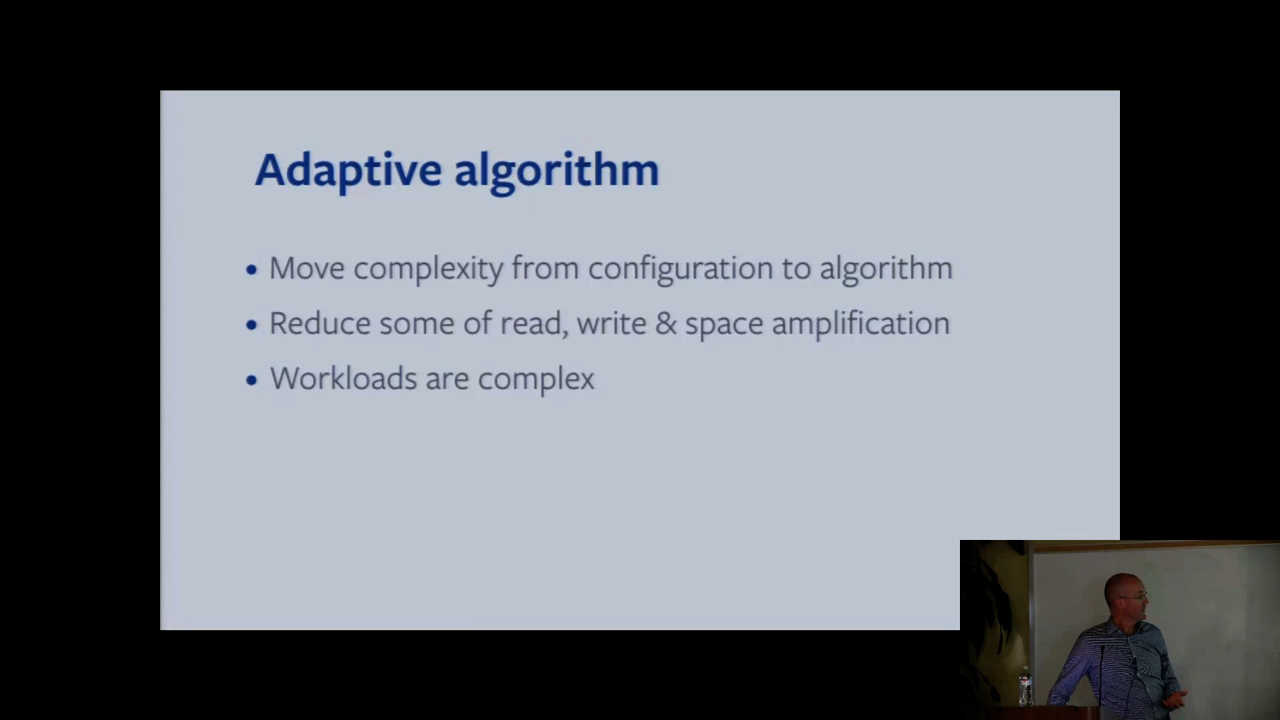 Adaptive algorithm
• Move complexity from configuration to algorithm
• Reduce some of read, write & space amplification
• Workloads are complex